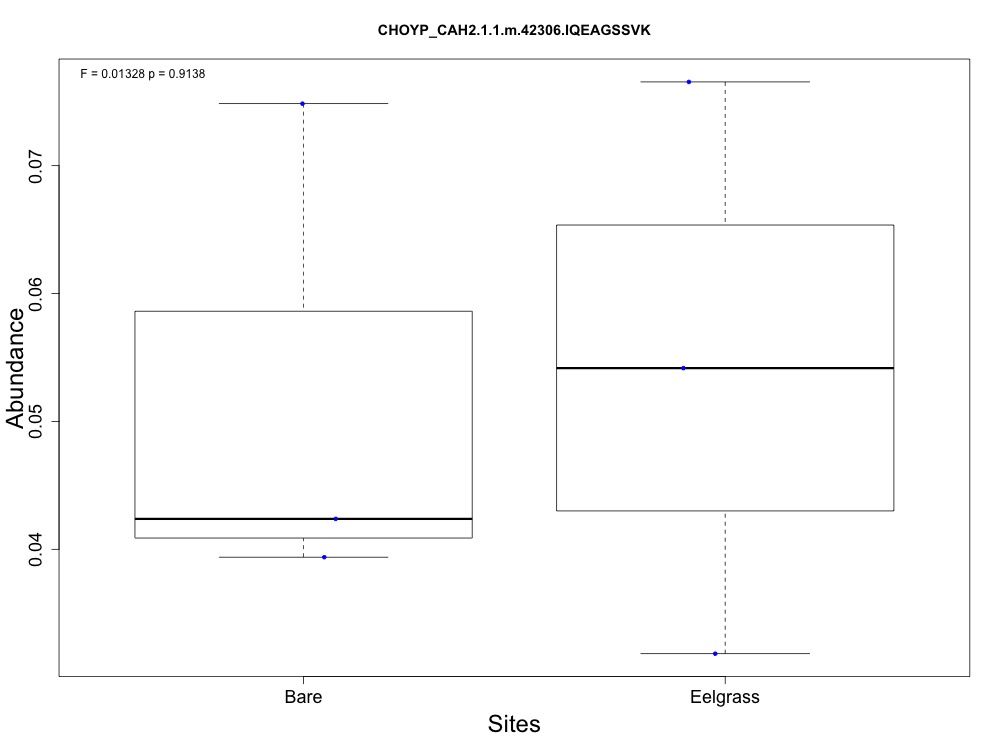 CHOYP_CAH2.1.1.m.42306.IQEAGSSVK
F = 0.01328 p = 0.9138
0.07
0.06
0.05
0.04
Abundance
Bare
Eelgrass
Sites